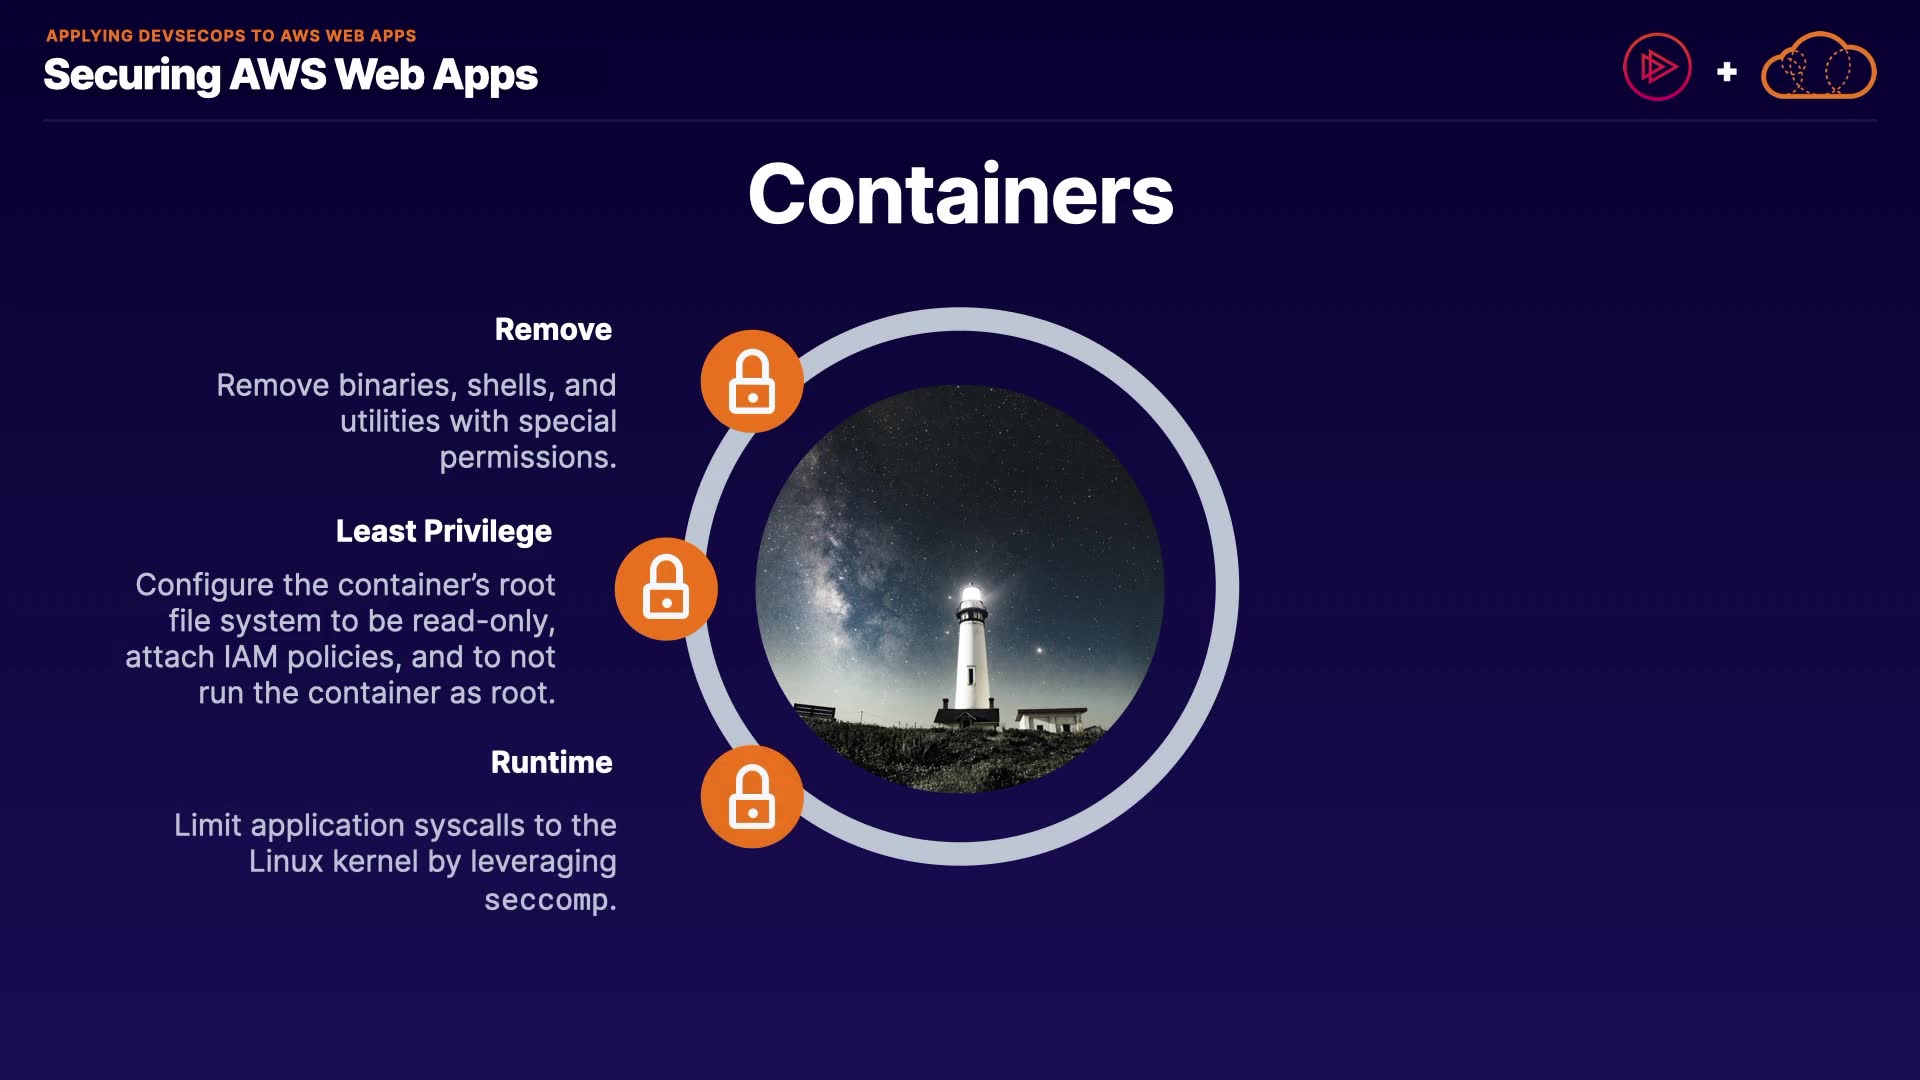 APPLYING DEVSECOPS TO AWS WEB APPS
Securing AWS Web Apps
Containers
Remove
Remove binaries, shells, and
utilities with special
permissions.
Least Privilege
Configure the container’s root
file system to be read-only,
attach IAM policies, and to not
run the container as root.
Runtime
Limit application syscalls to the
Linux kernel by leveraging
seccomp.